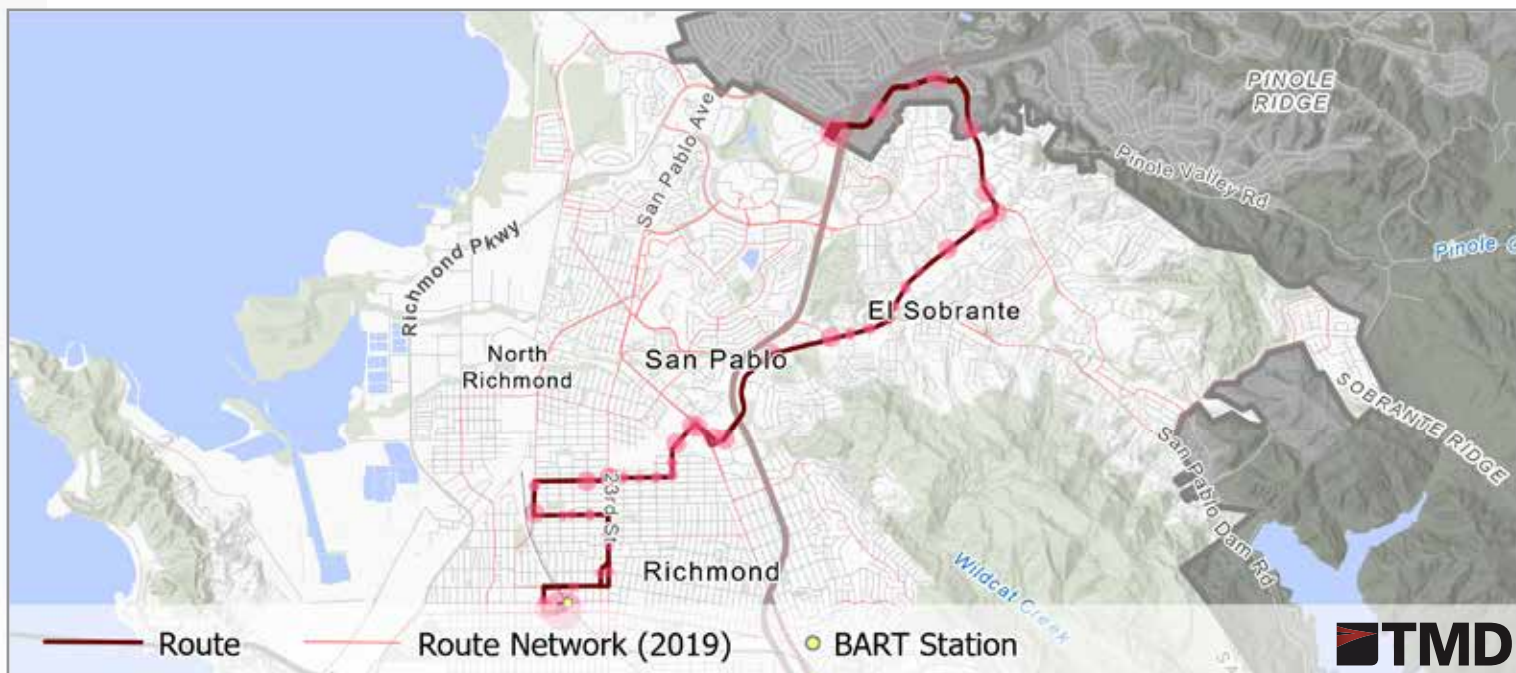 PINOLE
RIDGE
San Pablo Ave
Pinole Valley Rd
Richmond Pkwy
Pinole
El Sobrante
North
Richmond
San Pablo
SOBRANTE RIDGE
San Pablo Dam Rd
23rd St
Richmond
Wildcat Creek
Route
Route Network (2019)
BART Station
TMD